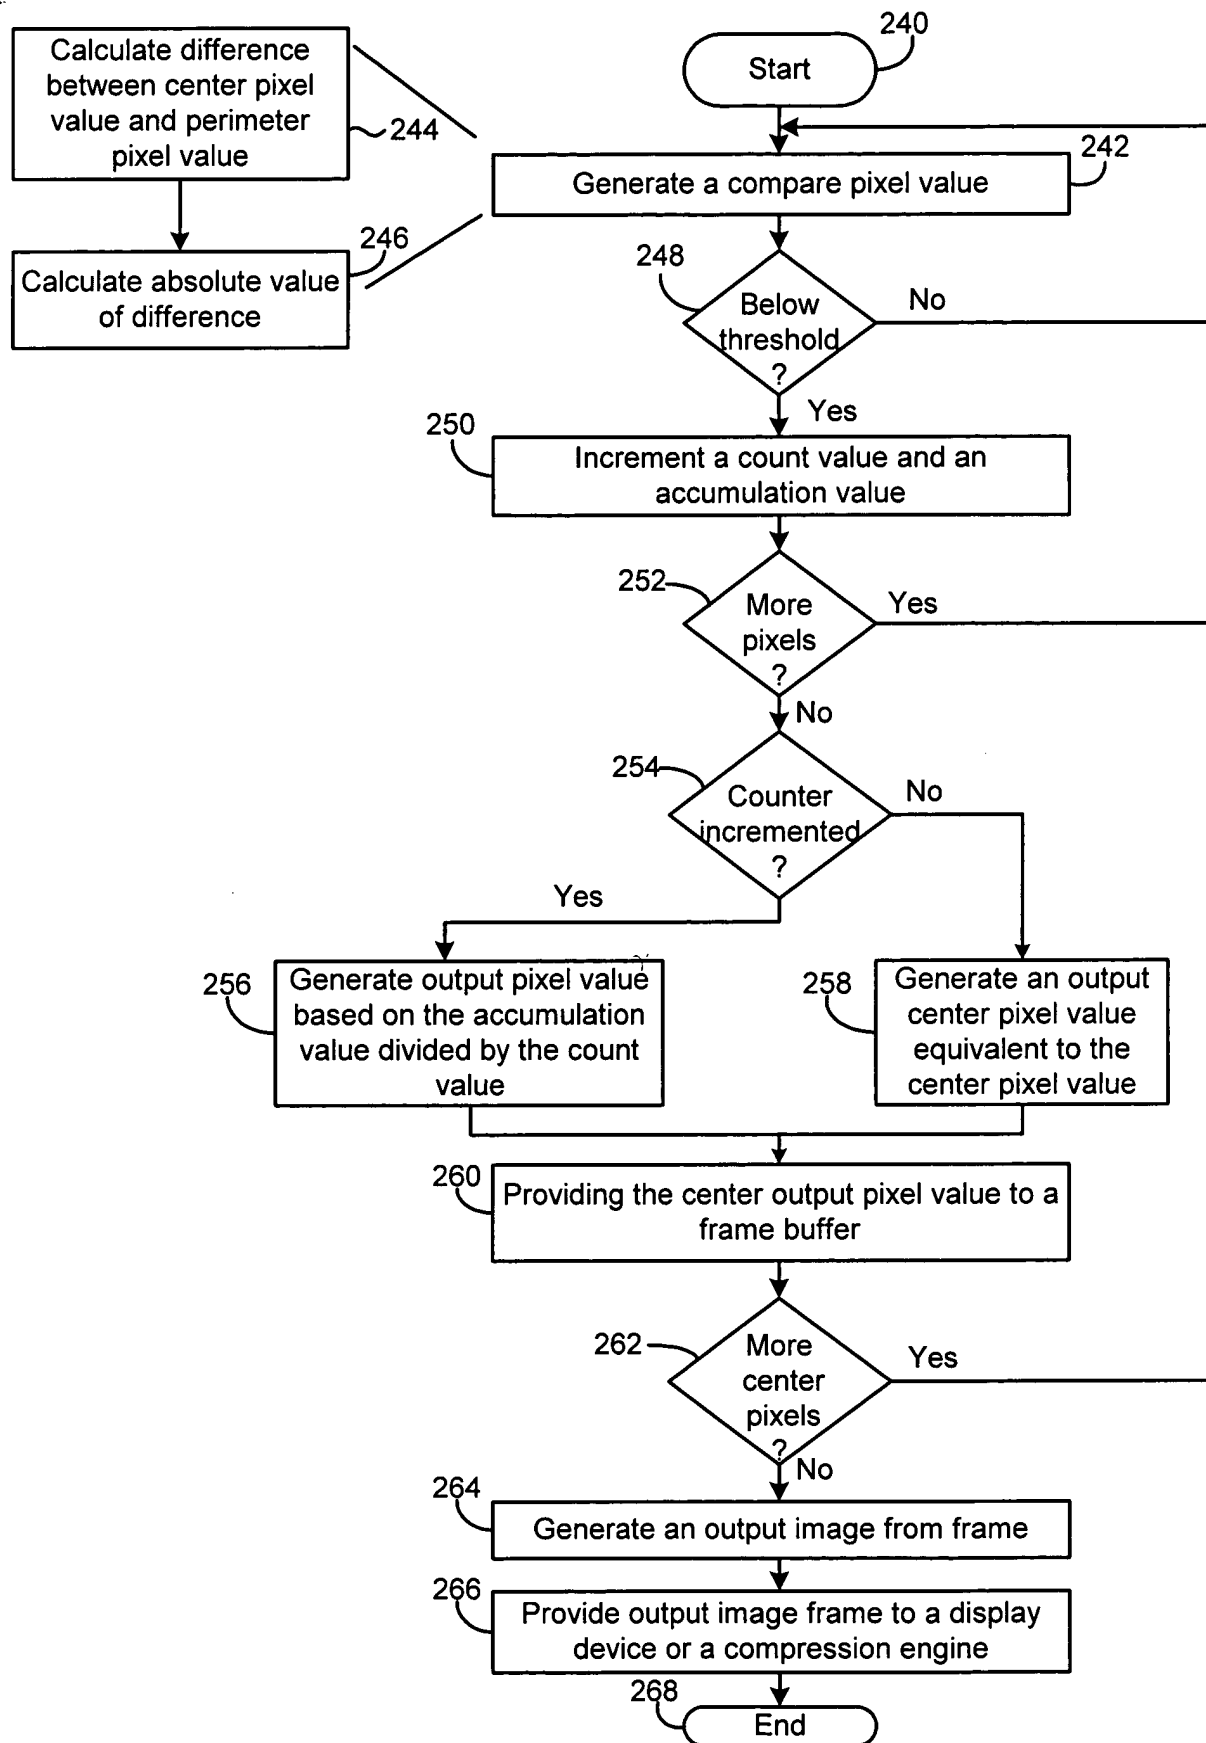 240
Start
Calculate difference
between center pixel
value and perimeter
pixel value
244
242
Generate a compare pixel value
246
Calculate absolute value
of difference
248
Below
threshold
?
No
Yes
250
Increment a count value and an
accumulation value
252
More
pixels
?
Yes
No
254
Counter
incremented
?
No
Yes
256
Generate output pixel value
based on the accumulation
value divided by the count
value
258
Generate an output
center pixel value
equivalent to the
center pixel value
260
Providing the center output pixel value to a
frame buffer
262
More
center
pixels
?
Yes
No
264
Generate an output image from frame
266
Provide output image frame to a display
device or a compression engine
268
End